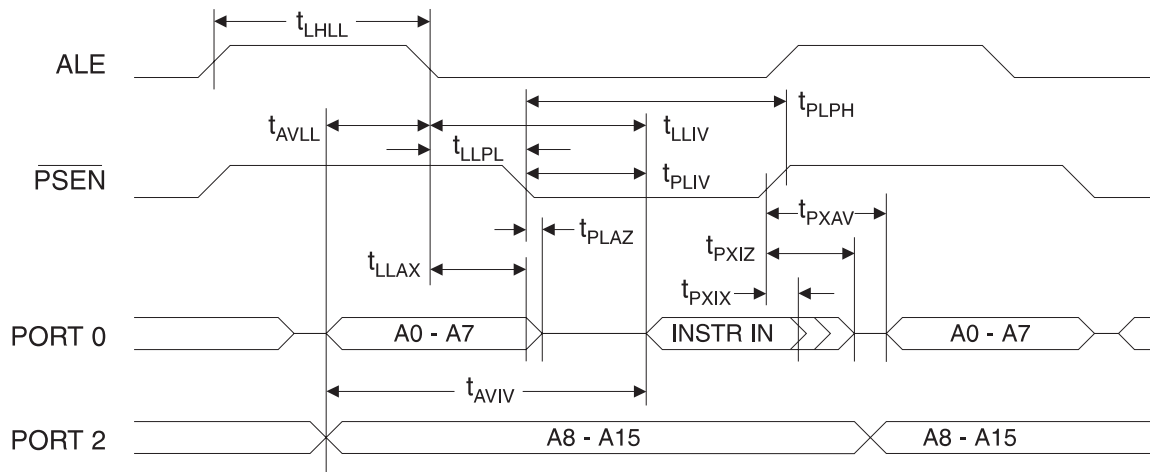 tLHLL
ALE
tPLPH
tAVLL
tLLIV
tLLPL
PSEN
tPLIV
tPXAV
tPLAZ
tLLAX
tPXIZ
tPXIX
PORT 0
A0 - A7
INSTR IN
A0 - A7
tAVIV
PORT 2
A8 - A15
A8 - A15